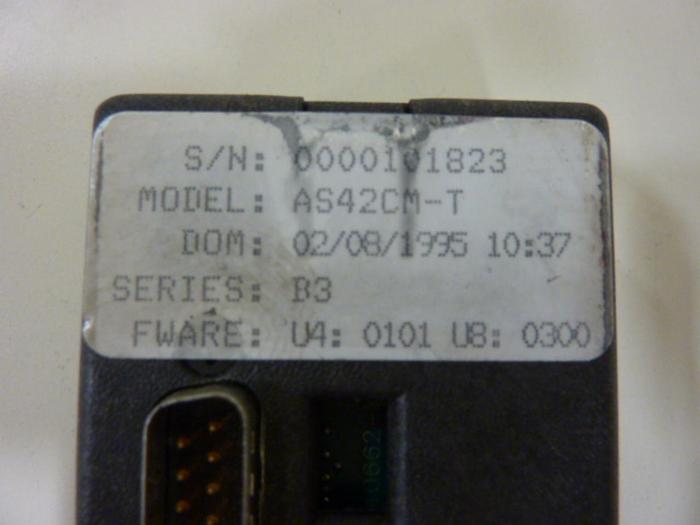 S/N: 0000101823
MODEL: AS42CM-T
DOM: 02/08/1995 10:37
SERIES: B3
FWARE: U4: 0101 U8: 0300